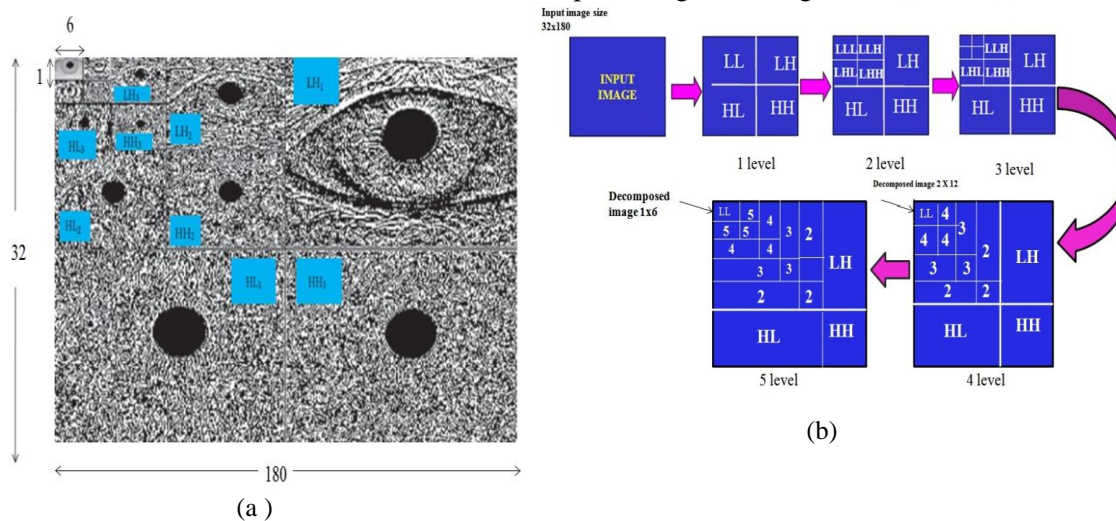 6
1
32
180
LH3
HL3
HH3
LH2
HL2
HH2
LH1
HL1
HH1
(a )
Input image size
32x180
INPUT
IMAGE
LL LH
HL HH
1 level
LLL LLH LH
LHL LHH
HL HH
2 level
LLH LH
LHL LHH
HL HH
3 level
Decomposed image 2 X 12
LL 4 3 2 LH
4 4
3 3
2 2
HL HH
4 level
Decomposed
image 1x6
LL 5 4 3 2 LH
5 5
4 4
3 3
2 2
HL HH
5 level
(b)